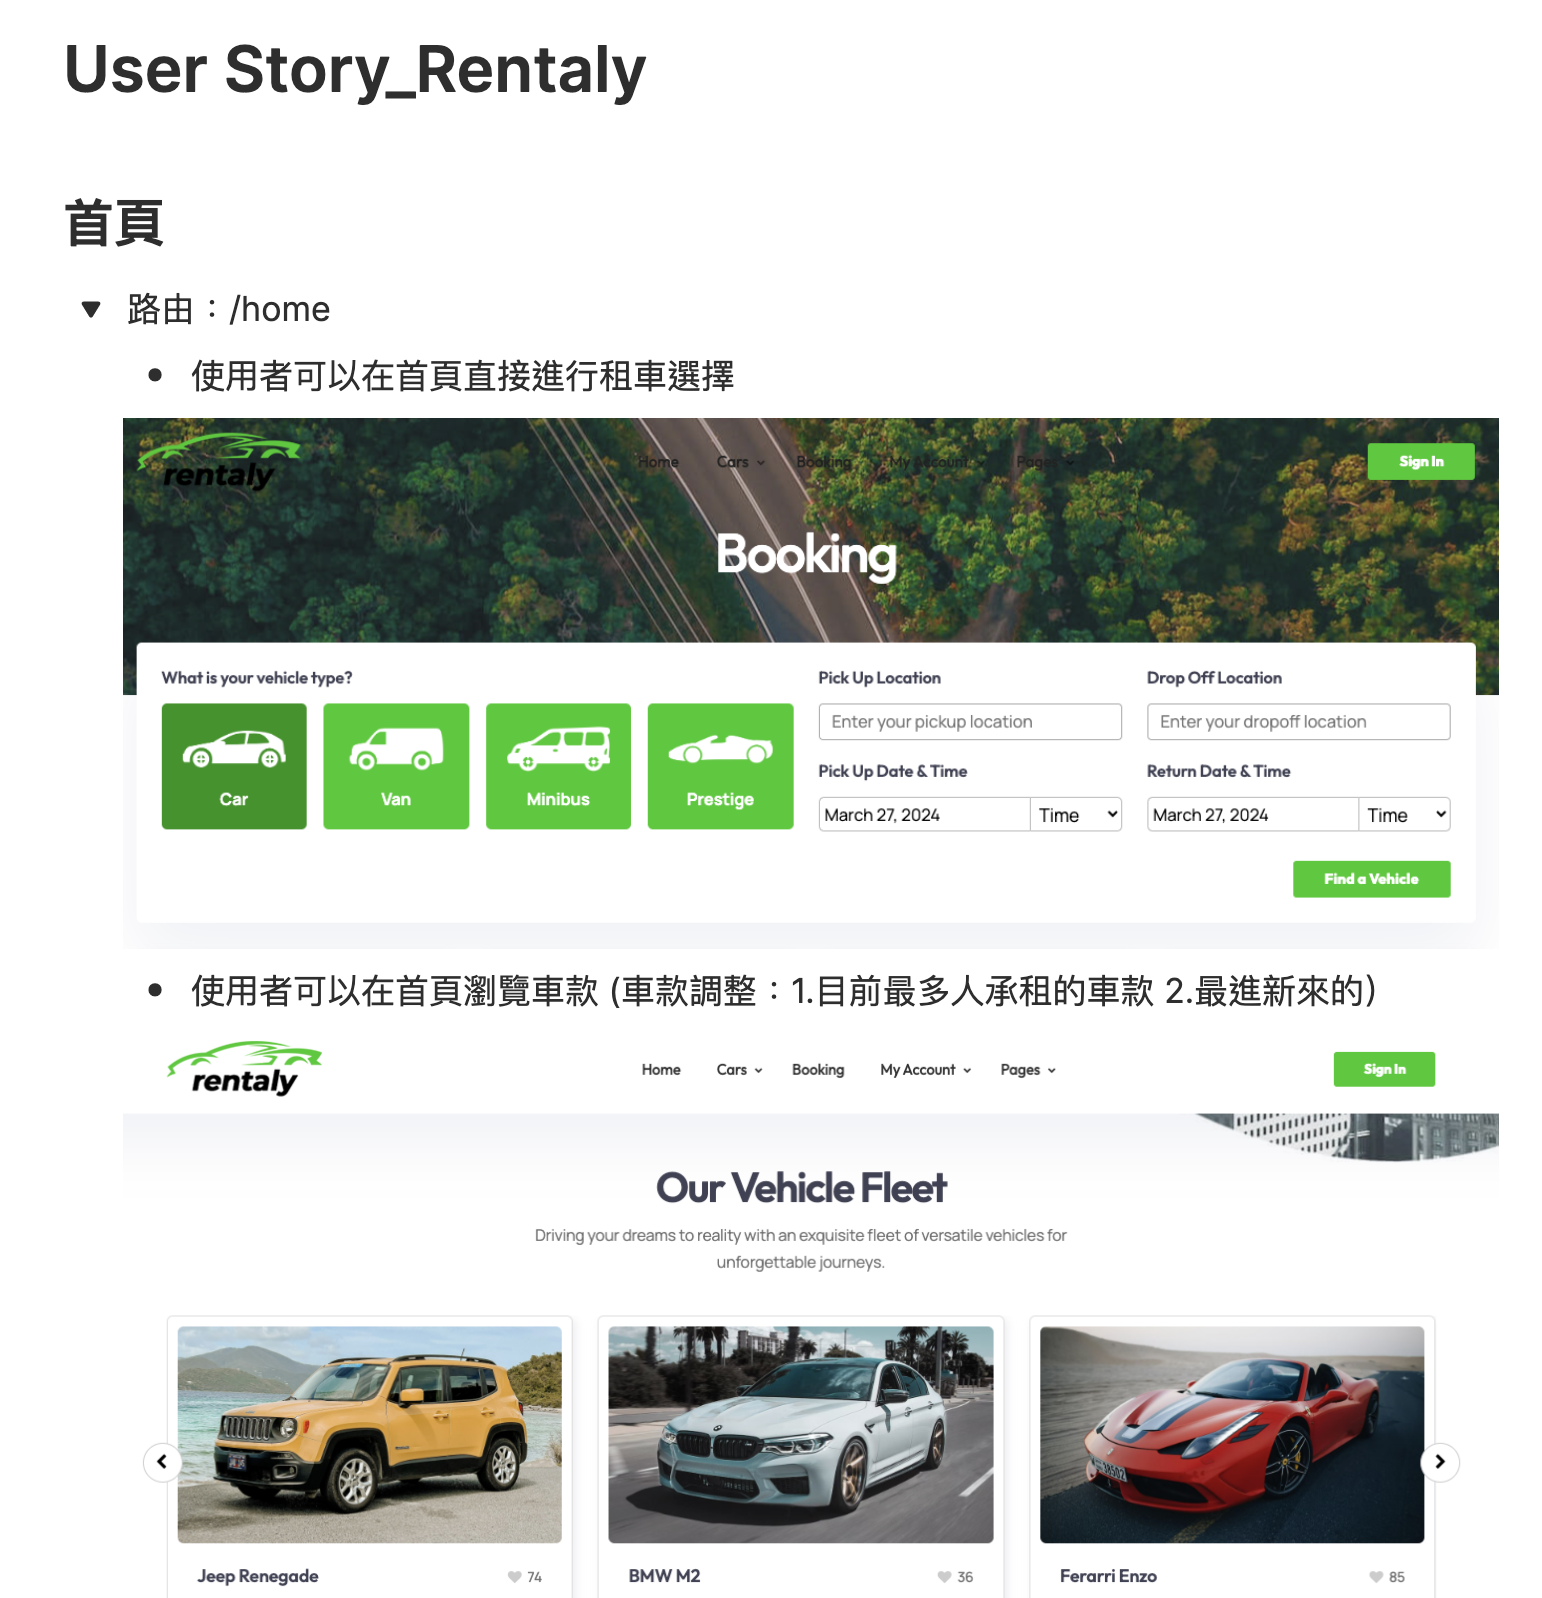 User Story_Rentaly
首頁
路由：/home
使用者可以在首頁直接進行租車選擇
rentaly
Home Cars Booking My Account Pages
Sign In
Booking
What is your vehicle type?
Car
Van
Minibus
Prestige
Pick Up Location
Enter your pickup location
Drop Off Location
Enter your dropoff location
Pick Up Date & Time
March 27, 2024 Time
Return Date & Time
March 27, 2024 Time
Find a Vehicle
使用者可以在首頁瀏覽車款 (車款調整：1.目前最多人承租的車款 2.最進新來的)
rentaly
Home Cars Booking My Account Pages
Sign In
Our Vehicle Fleet
Driving your dreams to reality with an exquisite fleet of versatile vehicles for
unforgettable journeys.
Jeep Renegade 74
BMW M2 36
Ferarri Enzo 85